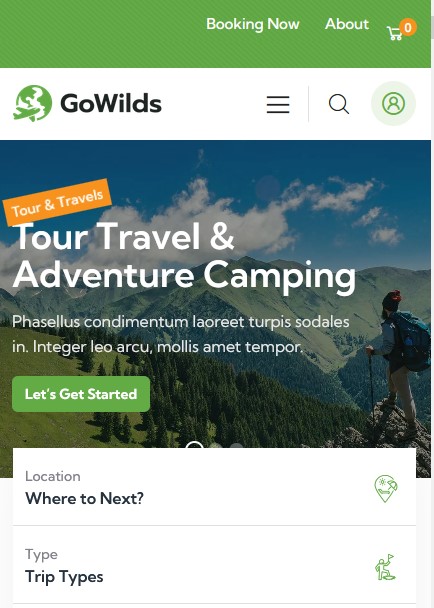 Booking Now About 0
GoWilds
Tour & Travels
Tour Travel &
Adventure Camping
Phasellus condimentum laoreet turpis sodales
in. Integer leo arcu, mollis amet tempor.
Let's Get Started
Location
Where to Next?
Type
Trip Types